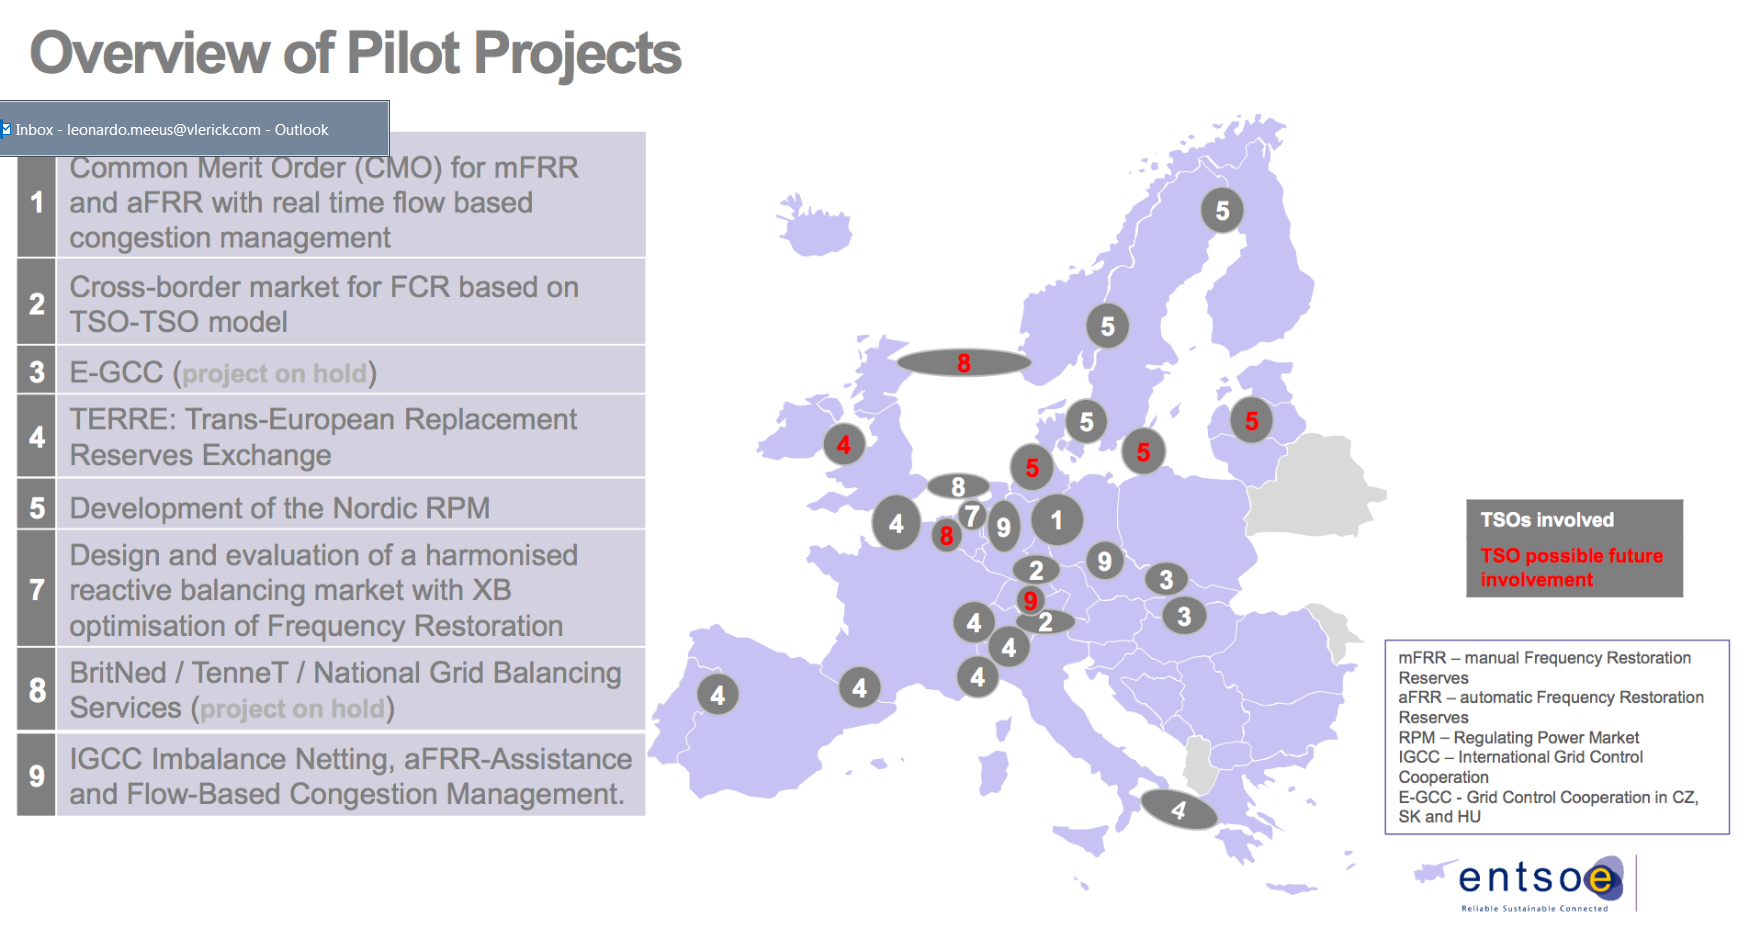 Overview of Pilot Projects
Inbox - leonardo.meeus@vlerick.com - Outlook
1
Common Merit Order (CMO) for mFRR
and aFRR with real time flow based
congestion management
2
Cross-border market for FCR based on
TSO-TSO model
3
E-GCC (project on hold)
4
TERRE: Trans-European Replacement
Reserves Exchange
5
Development of the Nordic RPM
7
Design and evaluation of a harmonised
reactive balancing market with XB
optimisation of Frequency Restoration
8
BritNed / TenneT / National Grid Balancing
Services (project on hold)
9
IGCC Imbalance Netting, aFRR-Assistance
and Flow-Based Congestion Management.
5
5
8
5
5
4
5
5
8
4
8
7
9
1
2
9
3
9
2
3
4
4
4
4
4
4
TSOs involved
TSO possible future
involvement
mFRR – manual Frequency Restoration
Reserves
aFRR – automatic Frequency Restoration
Reserves
RPM – Regulating Power Market
IGCC – International Grid Control
Cooperation
E-GCC - Grid Control Cooperation in CZ,
SK and HU
entsoe
Reliable Sustainable Connected